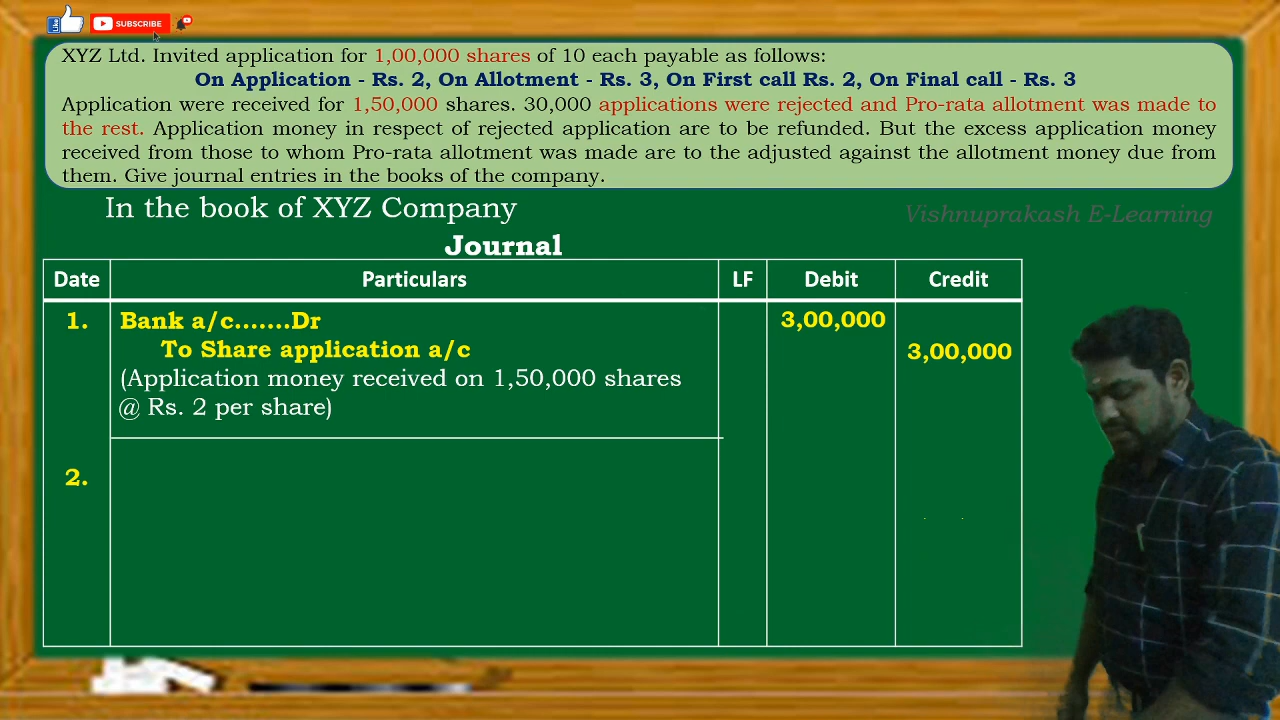 Like
SUBSCRIBE
XYZ Ltd. Invited application for 1,00,000 shares of 10 each payable as follows:
On Application - Rs. 2, On Allotment - Rs. 3, On First call Rs. 2, On Final call - Rs. 3
Application were received for 1,50,000 shares. 30,000 applications were rejected and Pro-rata allotment was made to
the rest. Application money in respect of rejected application are to be refunded. But the excess application money
received from those to whom Pro-rata allotment was made are to the adjusted against the allotment money due from
them. Give journal entries in the books of the company.
In the book of XYZ Company
Vishnuprakash E-Learning
Journal
Date Particulars LF Debit Credit
1. Bank a/c.......Dr 3,00,000
To Share application a/c 3,00,000
(Application money received on 1,50,000 shares
@ Rs. 2 per share)
2.